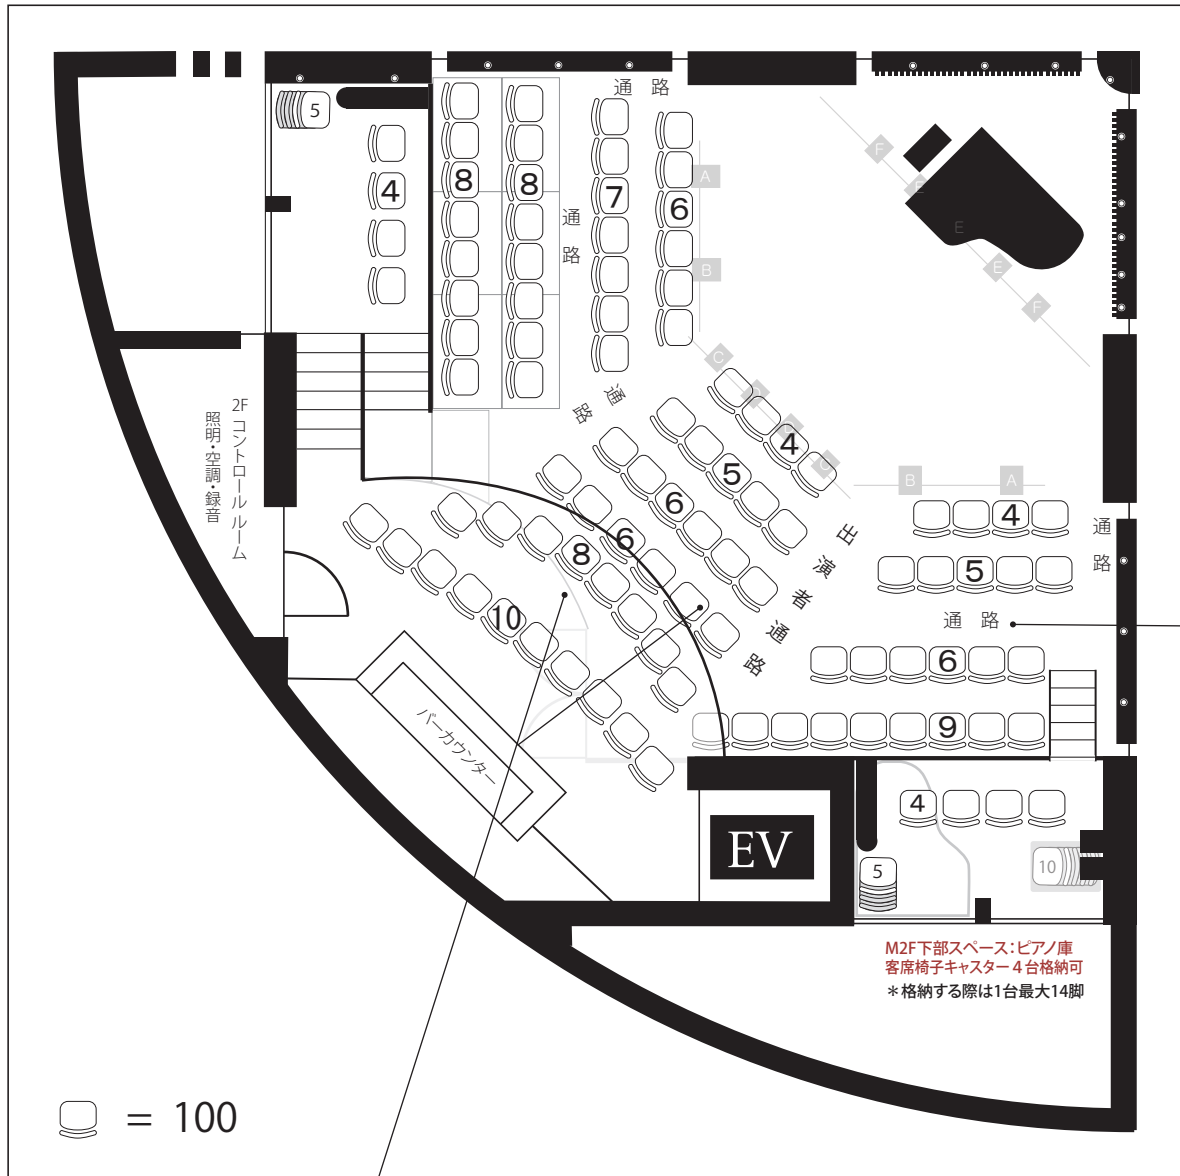 通 路
5
4
8
8
7
6
A
B
通 路
F
E
E
E
F
C
D
D
C
通 路
2F コントロールルーム
照明・空調・録音
4
5
6
6
8
10
B
A
4
5
通 路
通 路
6
9
出演者通路
バーカウンター
EV
4
5
10
M2F下部スペース：ピアノ庫
客席椅子キャスター4台格納可
＊格納する際は1台最大14脚
= 100